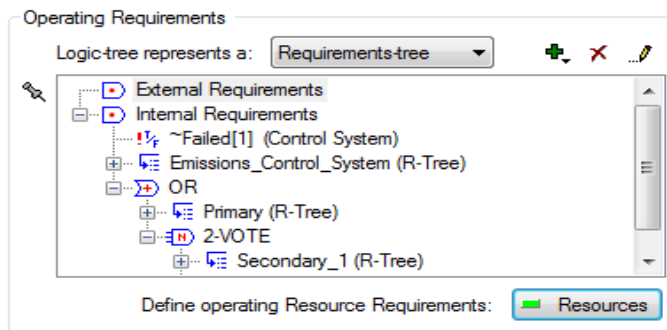 Operating Requirements
Logic-tree represents a: Requirements-tree
External Requirements
Internal Requirements
~Failed[1] (Control System)
Emissions_Control_System (R-Tree)
OR
Primary (R-Tree)
2-VOTE
Secondary_1 (R-Tree)
Define operating Resource Requirements: Resources